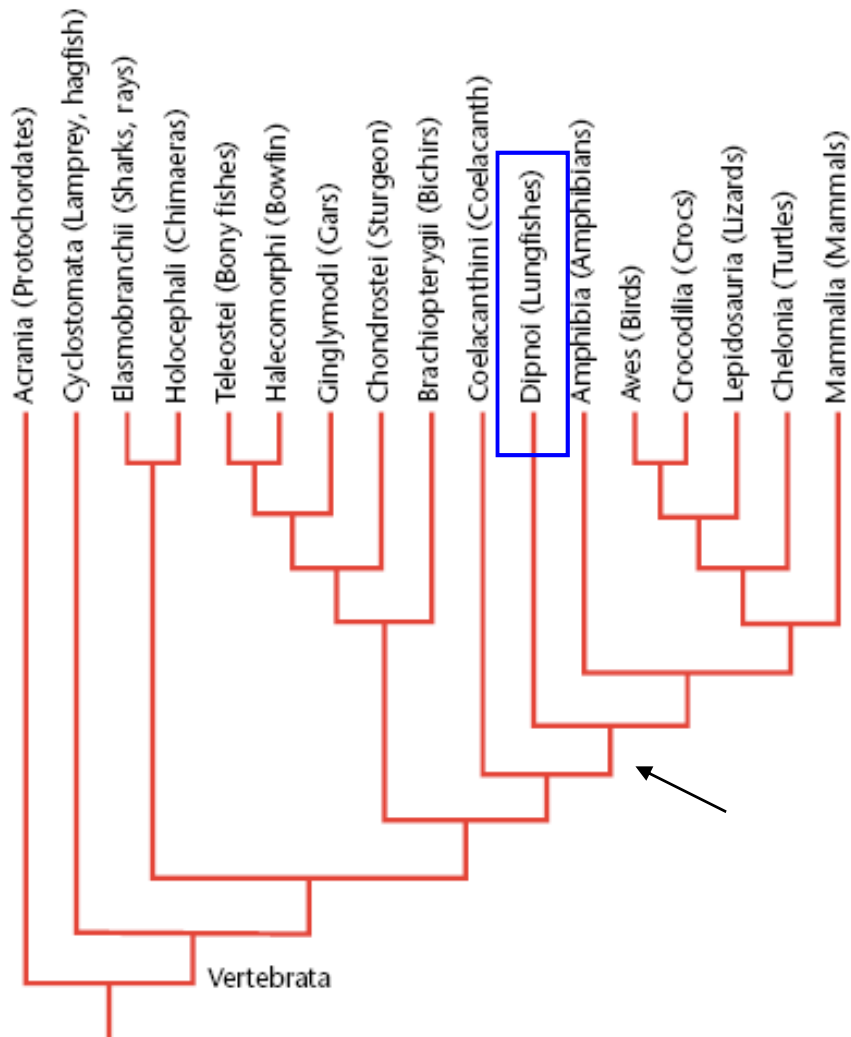 Acrania (Protochordates)
Cyclostomata (Lamprey, hagfish)
Elasmobranchii (Sharks, rays)
Holocephali (Chimaeras)
Teleostei (Bony fishes)
Halecomorphi (Bowfin)
Ginglymodi (Gars)
Chondrostei (Sturgeon)
Brachiopterygii (Bichirs)
Coelacanthini (Coelacanth)
Dipnoi (Lungfishes)
Amphibia (Amphibians)
Aves (Birds)
Crocodilia (Crocs)
Lepidosauria (Lizards)
Chelonia (Turtles)
Mammalia (Mammals)
Vertebrata